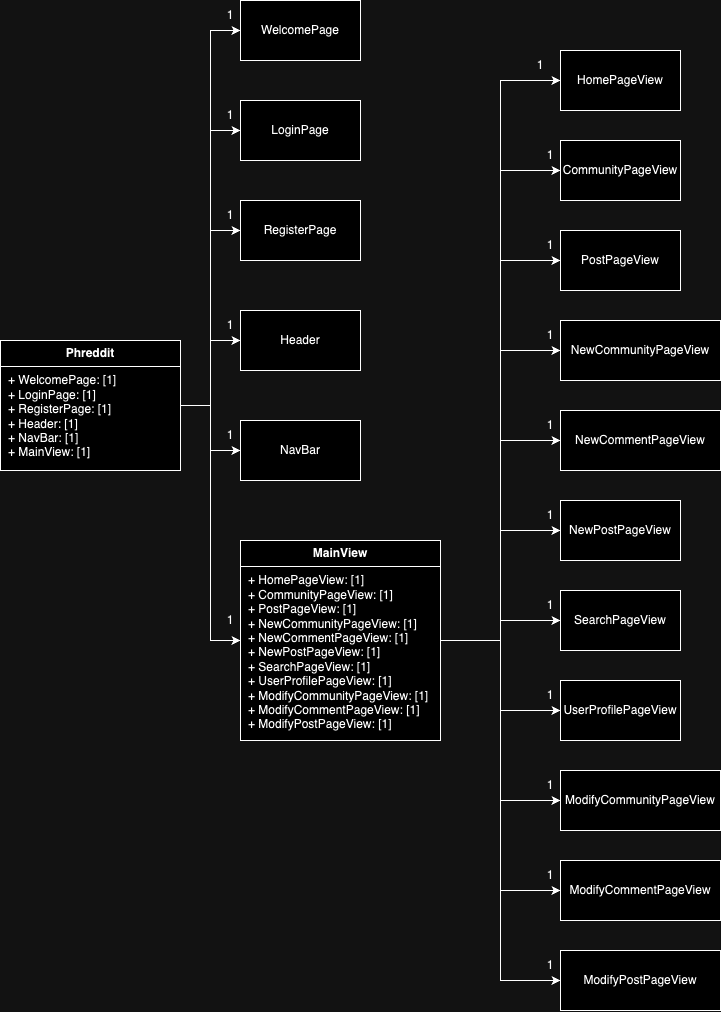 1
WelcomePage
1
LoginPage
1
RegisterPage
1
Header
1
NavBar
Phreddit
+ WelcomePage: [1]
+ LoginPage: [1]
+ RegisterPage: [1]
+ Header: [1]
+ NavBar: [1]
+ MainView: [1]
1
MainView
+ HomePageView: [1]
+ CommunityPageView: [1]
+ PostPageView: [1]
+ NewCommunityPageView: [1]
+ NewCommentPageView: [1]
+ NewPostPageView: [1]
+ SearchPageView: [1]
+ UserProfilePageView: [1]
+ ModifyCommunityPageView: [1]
+ ModifyCommentPageView: [1]
+ ModifyPostPageView: [1]
1
HomePageView
1
CommunityPageView
1
PostPageView
1
NewCommunityPageView
1
NewCommentPageView
1
NewPostPageView
1
SearchPageView
1
UserProfilePageView
1
ModifyCommunityPageView
1
ModifyCommentPageView
1
ModifyPostPageView